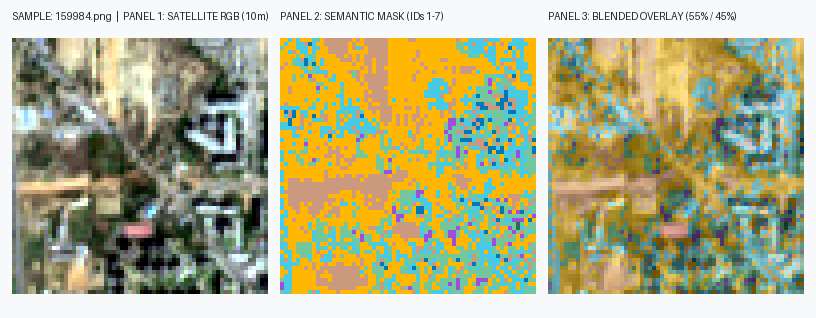 SAMPLE: 159984.png | PANEL 1: SATELLITE RGB (10m)
PANEL 2: SEMANTIC MASK (IDs 1-7)
PANEL 3: BLENDED OVERLAY (55% / 45%)